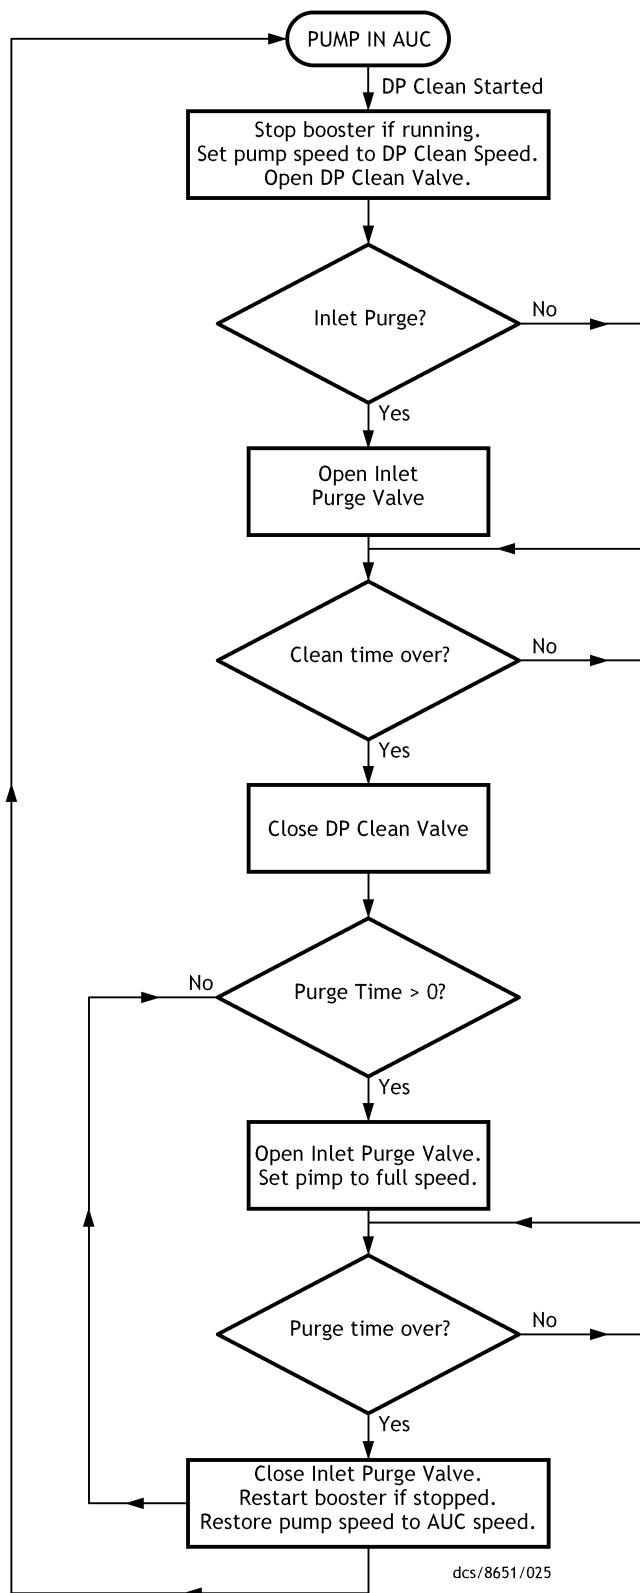 PUMP IN AUC
DP Clean Started
Stop booster if running.
Set pump speed to DP Clean Speed.
Open DP Clean Valve.
Inlet Purge?
No
Yes
Open Inlet
Purge Valve
Clean time over?
No
Yes
Close DP Clean Valve
No
Purge Time > 0?
Yes
Open Inlet Purge Valve.
Set pimp to full speed.
Purge time over?
No
Yes
Close Inlet Purge Valve.
Restart booster if stopped.
Restore pump speed to AUC speed.
dcs/8651/025